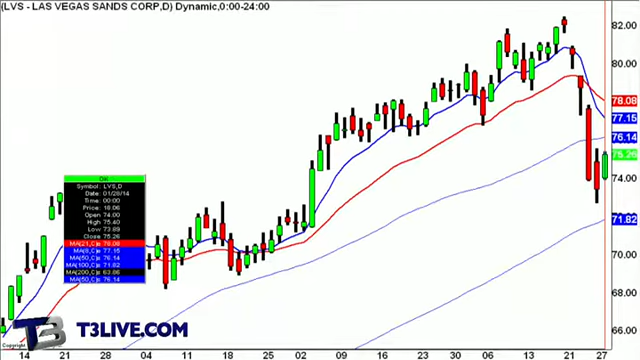 (LVS - LAS VEGAS SANDS CORP,D) Dynamic,0:00-24:00
82.00
80.00
78.08
77.15
76.14
75.26
74.00
71.82
70.00
68.00
66.00
OK
Symbol: LVS,D
Date: 01/28/14
Time: 00:00
Price: 18.06
Open 74.00
High 75.40
Low 73.89
Close 75.26
MA(21,C)s 78.08
MA(8,C)s 77.15
MA(50,C)s 76.14
MA(100,C)s 71.82
MA(200,C)s 63.86
MA(50,C)s 76.14
Copyright
T3 T3LIVE.COM
14 21 28 04 11 18 25 02 09 16 23 30 06 13 21 27